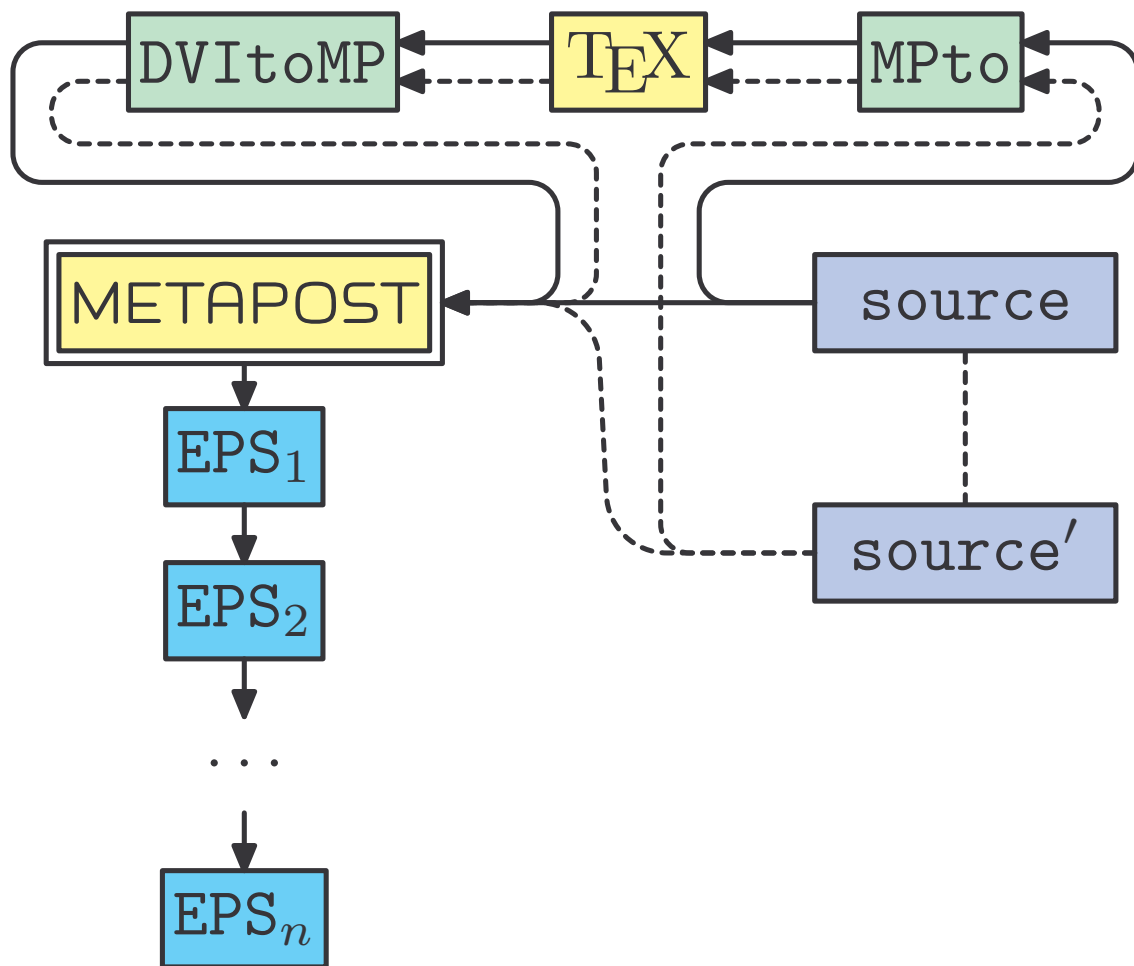 DVItoMP TEX MPto
METAPOST source
EPS₁
source′
EPS₂
. . .
EPSₙ